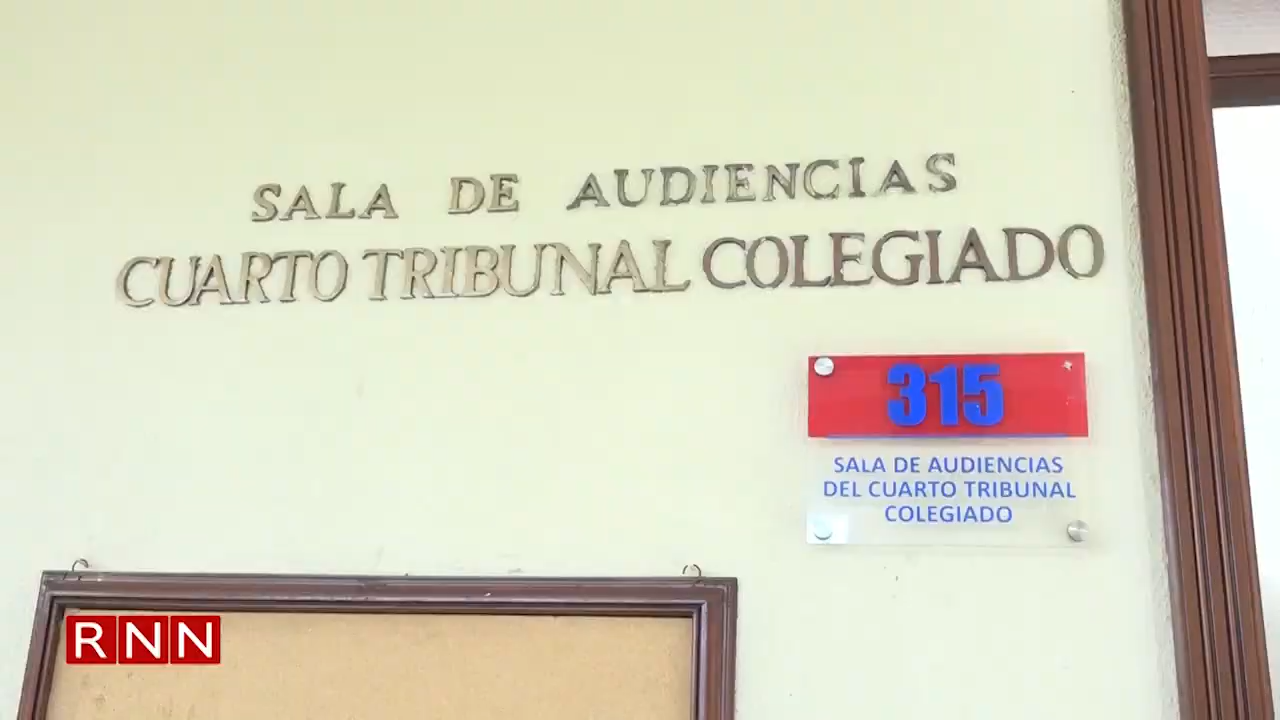 SALA DE AUDIENCIAS
CUARTO TRIBUNAL COLEGIADO
315
SALA DE AUDIENCIAS
DEL CUARTO TRIBUNAL
COLEGIADO
RNN